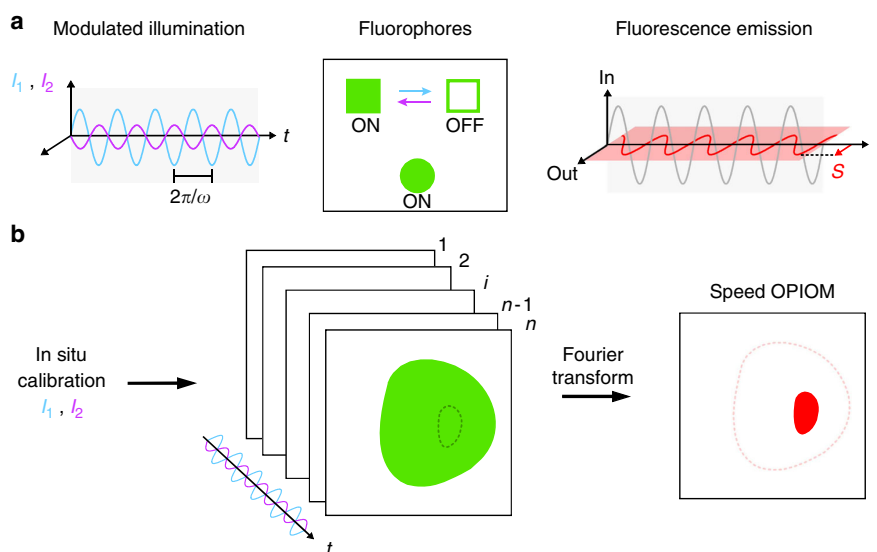 a
Modulated illumination
Fluorophores
Fluorescence emission
I1 , I2
t
2π/ω
ON
OFF
ON
In
Out
S
b
1
2
i
n-1
n
In situ
calibration
I1 , I2
t
Fourier
transform
Speed OPIOM